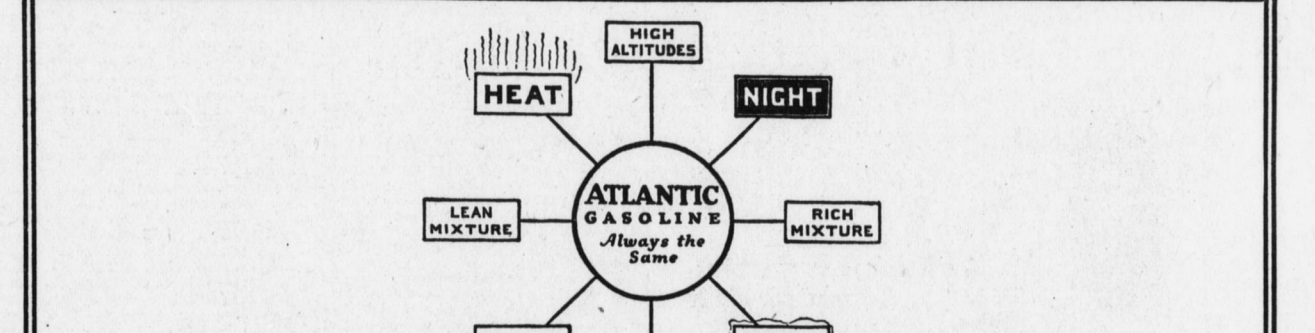 HIGH
ALTITUDES
HEAT
NIGHT
ATLANTIC
GASOLINE
Always the
Same
LEAN
MIXTURE
RICH
MIXTURE